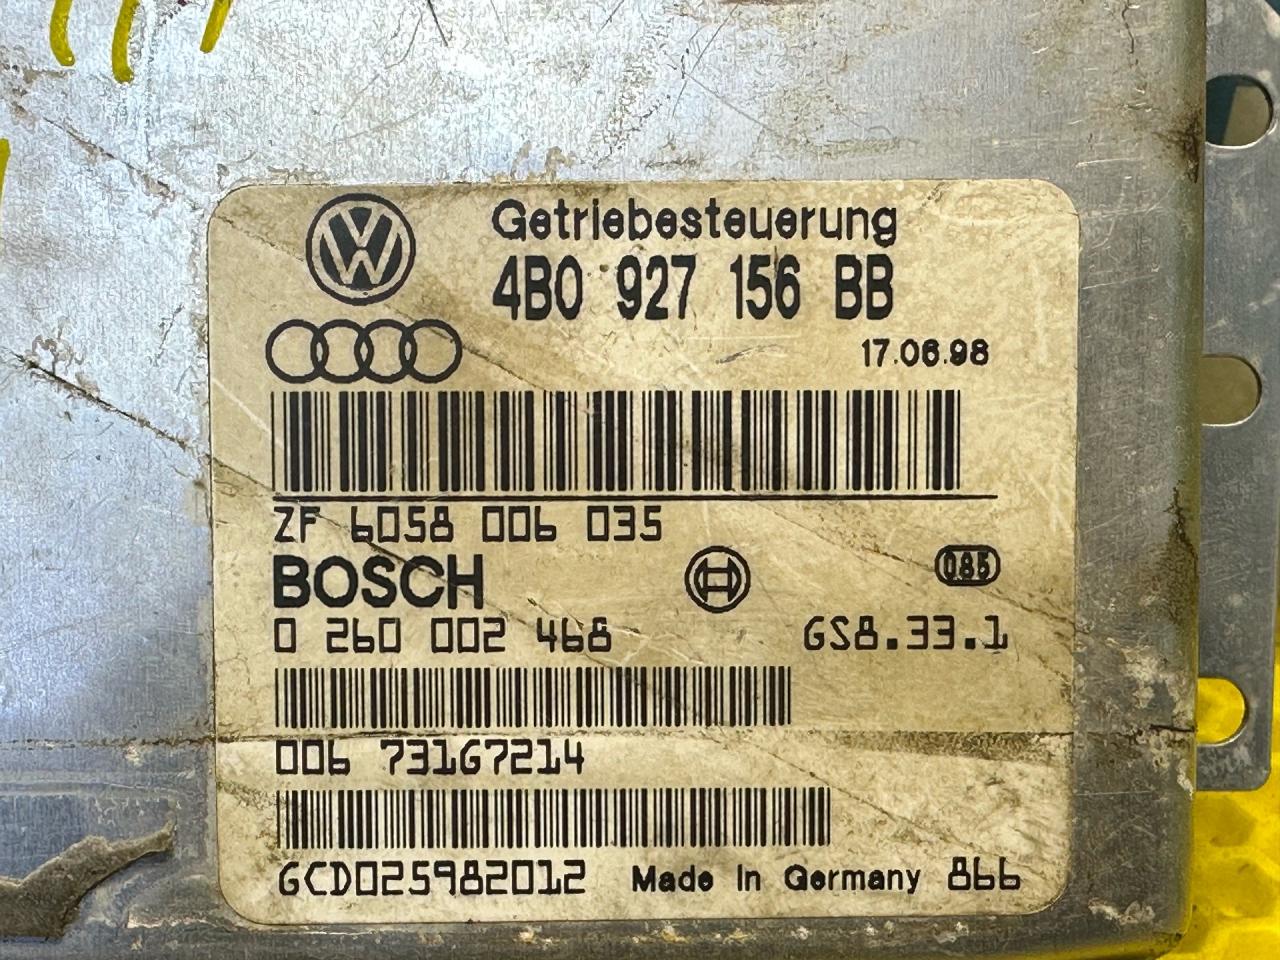 Getriebesteuerung
4B0 927 156 BB
17.06.98
ZF 6058 006 035
BOSCH
085
0 260 002 468 GS8.33.1
006 731G7214
GCD025982012 Made in Germany 866